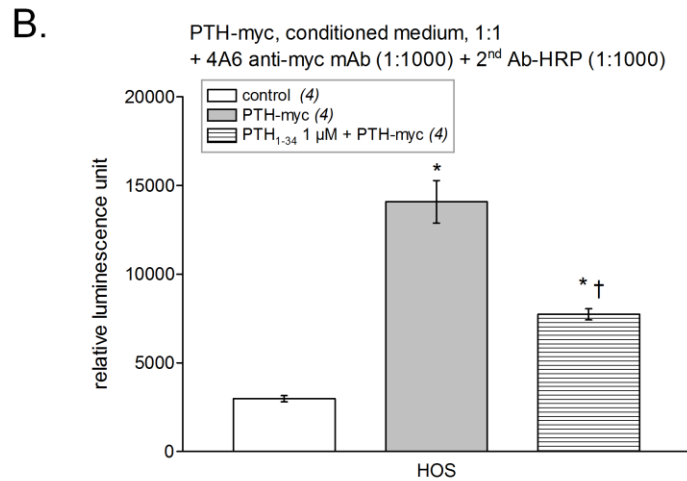 B.
PTH-myc, conditioned medium, 1:1
+ 4A6 anti-myc mAb (1:1000) + 2nd Ab-HRP (1:1000)
control (4)
PTH-myc (4)
PTH1-34 1 µM + PTH-myc (4)
relative luminescence unit
20000
15000
10000
5000
0
*
* †
HOS